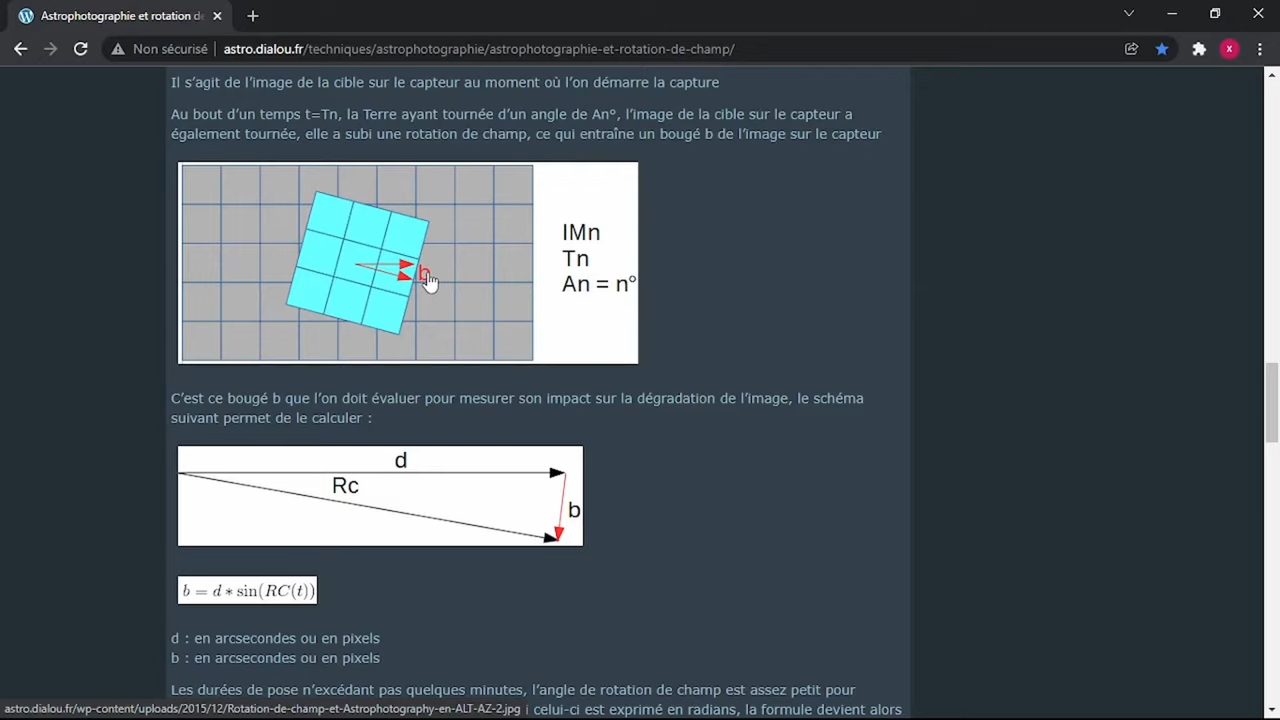 Astrophotographie et rotation de
Non sécurisé
astro.dialou.fr/techniques/astrophotographie/astrophotographie-et-rotation-de-champ/
x
Il s’agit de l’image de la cible sur le capteur au moment où l’on démarre la capture
Au bout d’un temps t=Tn, la Terre ayant tournée d’un angle de An°, l’image de la cible sur le capteur a
également tournée, elle a subi une rotation de champ, ce qui entraîne un bougé b de l’image sur le capteur
b
IMn
Tn
An = n°
C’est ce bougé b que l’on doit évaluer pour mesurer son impact sur la dégradation de l’image, le schéma
suivant permet de le calculer :
d
Rc
b
b = d * sin(RC(t))
d : en arcsecondes ou en pixels
b : en arcsecondes ou en pixels
Les durées de pose n’excédant pas quelques minutes, l’angle de rotation de champ est assez petit pour
celui-ci est exprimé en radians, la formule devient alors
astro.dialou.fr/wp-content/uploads/2015/12/Rotation-de-champ-et-Astrophotography-en-ALT-AZ-2.jpg